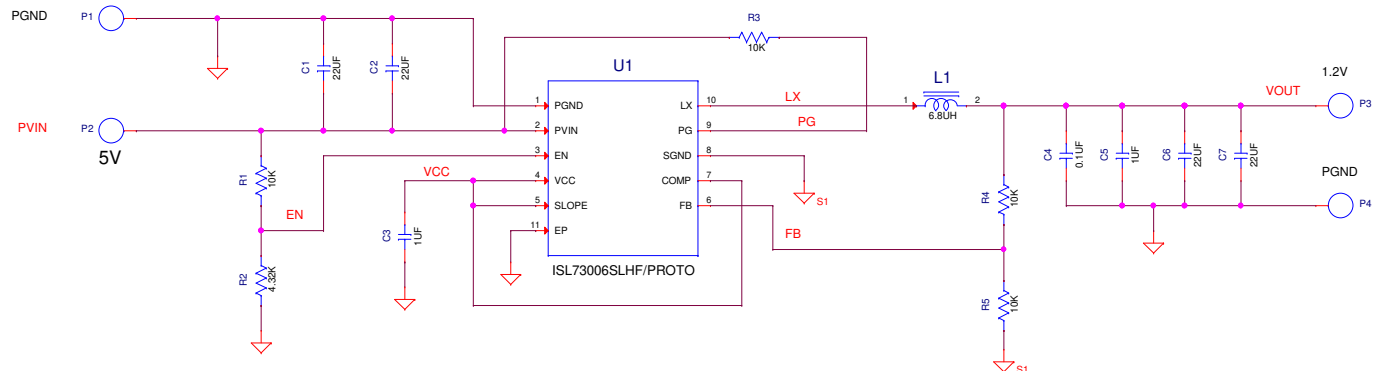 PGND P1
R3
10K
C1 22UF
C2 22UF
U1
L1
1.2V
1 PGND LX 10 LX 1 2 VOUT P3
6.8UH
PVIN P2 2 PVIN PG 9 PG
5V
3 EN SGND 8
R1 10K
VCC 4 VCC COMP 7
S1
C4 0.1UF
C5 1UF
C6 22UF
C7 22UF
PGND
P4
R4 10K
5 SLOPE FB 6
EN
11 EP
FB
C3 1UF
R2 4.32K
ISL73006SLHF/PROTO
R5 10K
S1